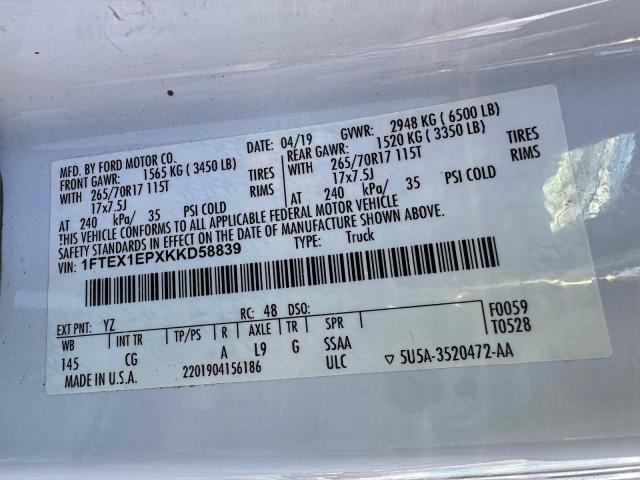 MFD. BY FORD MOTOR CO. DATE: 04/19 GVWR: 2948 KG ( 6500 LB)
FRONT GAWR: 1565 KG ( 3450 LB) REAR GAWR: 1520 KG ( 3350 LB)
WITH 265/70R17 115T TIRES WITH 265/70R17 115T TIRES
17x7.5J RIMS 17x7.5J RIMS
AT 240 kPa/ 35 PSI COLD AT 240 kPa/ 35 PSI COLD
THIS VEHICLE CONFORMS TO ALL APPLICABLE FEDERAL MOTOR VEHICLE
SAFETY STANDARDS IN EFFECT ON THE DATE OF MANUFACTURE SHOWN ABOVE.
VIN: 1FTEX1EPXKKD58839 TYPE: Truck
EXT PNT: YZ RC: 48 DSO: F0059
WB INT TR TP/PS R AXLE TR SPR T0528
145 CG A L9 G SSAA
MADE IN U.S.A. 2201904156186 ULC ▽ 5U5A-3520472-AA